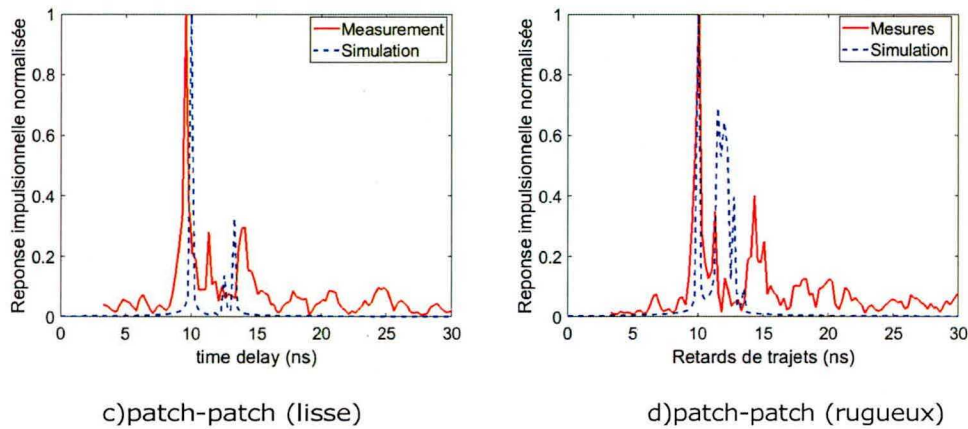 Reponse impulsionnelle normalisée
1
0.8
0.6
0.4
0.2
0
0
5
10
15
20
25
30
time delay (ns)
Measurement
Simulation
c)patch-patch (lisse)
Reponse impulsionnelle normalisée
1
0.8
0.6
0.4
0.2
0
0
5
10
15
20
25
30
Retards de trajets (ns)
Mesures
Simulation
d)patch-patch (rugueux)